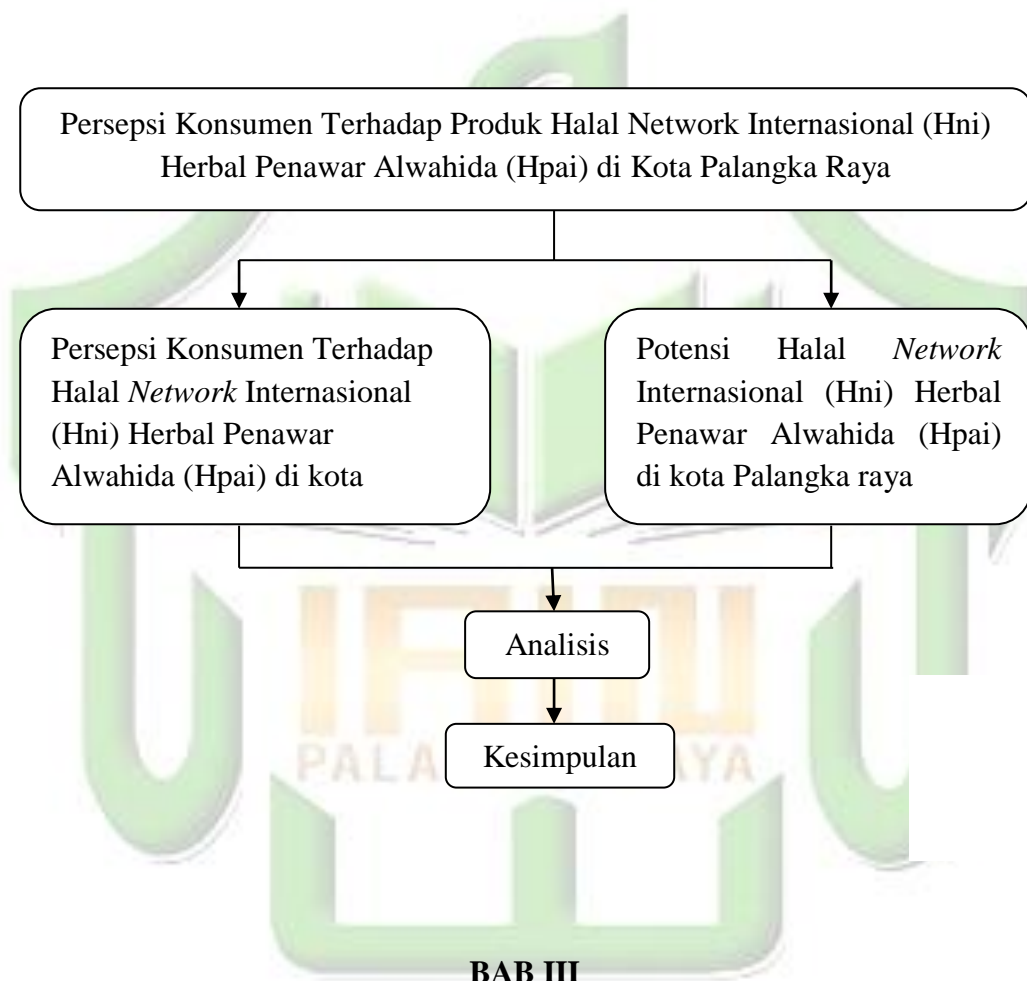 Persepsi Konsumen Terhadap Produk Halal Network Internasional (Hni)
Herbal Penawar Alwahida (Hpai) di Kota Palangka Raya
Persepsi Konsumen Terhadap
Halal Network Internasional
(Hni) Herbal Penawar
Alwahida (Hpai) di kota
Potensi Halal Network
Internasional (Hni) Herbal
Penawar Alwahida (Hpai)
di kota Palangka raya
Analisis
Kesimpulan
BAB III